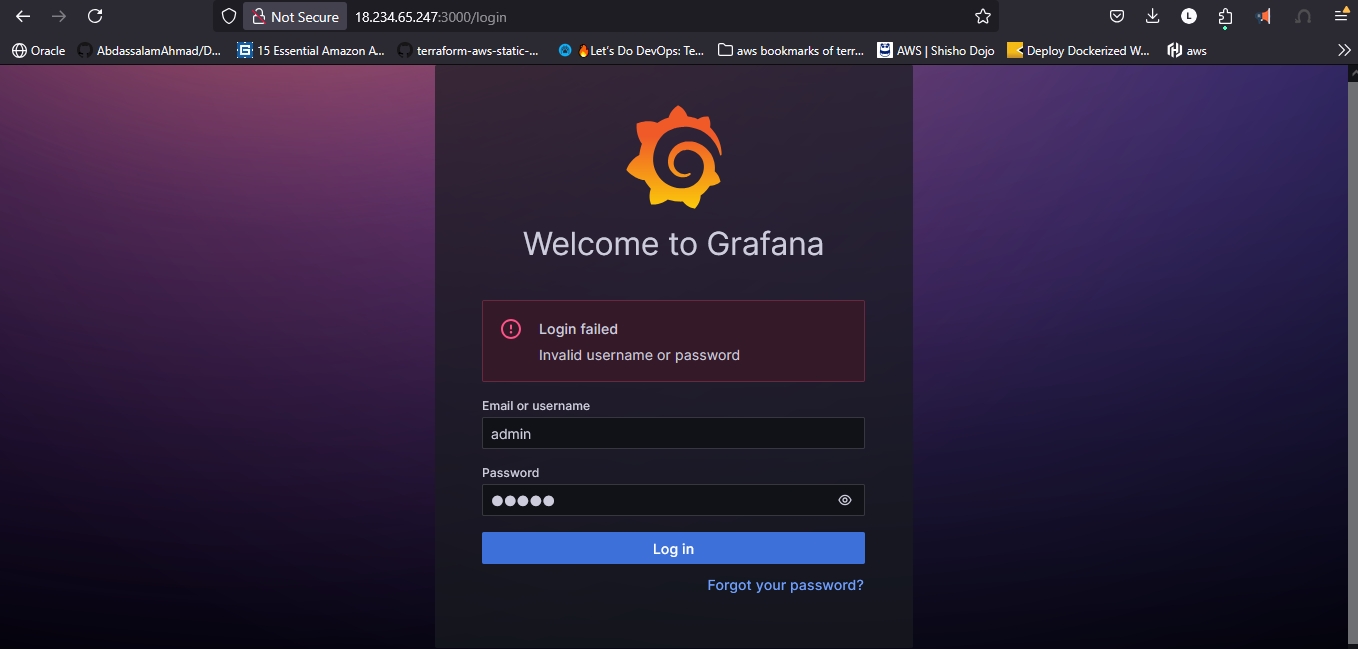 Not Secure 18.234.65.247:3000/login
L
Oracle AbdassalamAhmad/D... 15 Essential Amazon A... terraform-aws-static-... 🔥Let's Do DevOps: Te... aws bookmarks of terr... AWS | Shisho Dojo Deploy Dockerized W... aws
Welcome to Grafana
Login failed
Invalid username or password
Email or username
admin
Password
Log in
Forgot your password?